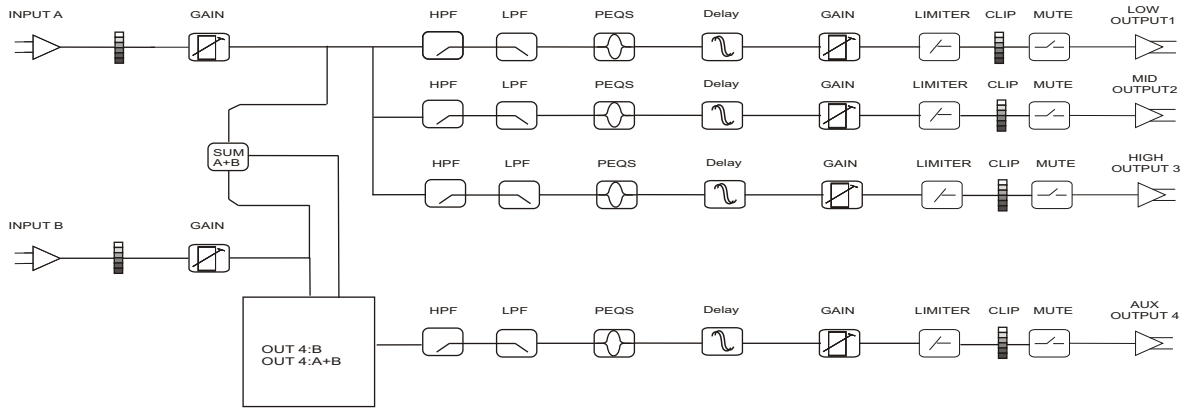 INPUT A GAIN HPF LPF PEQS Delay GAIN LIMITER CLIP MUTE LOW
OUTPUT1
HPF LPF PEQS Delay GAIN LIMITER CLIP MUTE MID
OUTPUT2
SUM
A+B
HPF LPF PEQS Delay GAIN LIMITER CLIP MUTE HIGH
OUTPUT 3
INPUT B GAIN
HPF LPF PEQS Delay GAIN LIMITER CLIP MUTE AUX
OUTPUT 4
OUT 4:B
OUT 4:A+B